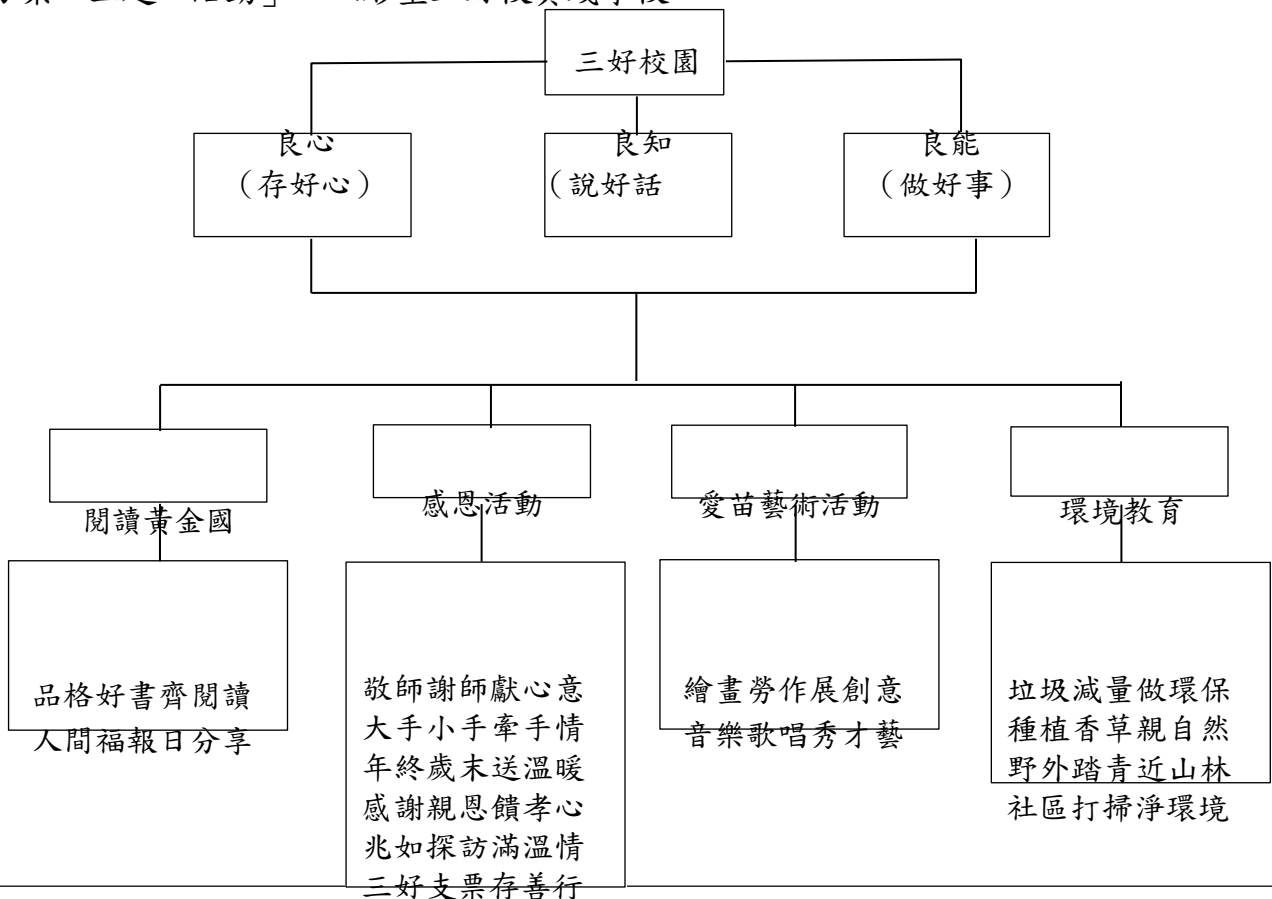 三好校園
良心
（存好心）
良知
（說好話
良能
（做好事）
閱讀黃金國
感恩活動
愛苗藝術活動
環境教育
品格好書齊閱讀
人間福報日分享
敬師謝師獻心意
大手小手牽手情
年終歲末送溫暖
感謝親恩饋孝心
兆如探訪滿溫情
三好支票存善行
繪畫勞作展創意
音樂歌唱秀才藝
垃圾減量做環保
種植香草親自然
野外踏青近山林
社區打掃淨環境